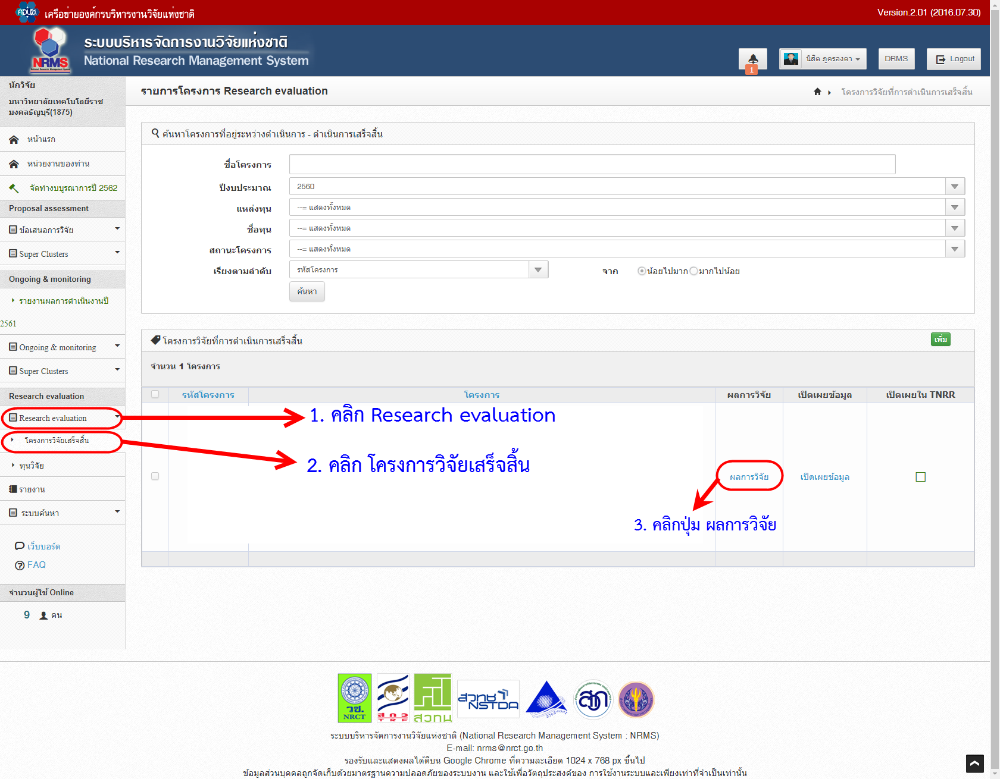 คอบช. เครือข่ายองค์กรบริหารงานวิจัยแห่งชาติ
Version.2.01 (2016.07.30)
NRMS
ระบบบริหารจัดการงานวิจัยแห่งชาติ
National Research Management System
1
นิสิต ภูครองตา
DRMS
Logout
นักวิจัย
มหาวิทยาลัยเทคโนโลยีราช
มงคลธัญบุรี(1875)
หน้าแรก
หน่วยงานของท่าน
จัดทำงบบูรณาการปี 2562
Proposal assessment
ข้อเสนอการวิจัย
Super Clusters
Ongoing & monitoring
รายงานผลการดำเนินงานปี
2561
Ongoing & monitoring
Super Clusters
Research evaluation
Research evaluation
โครงการวิจัยเสร็จสิ้น
ทุนวิจัย
รายงาน
ระบบค้นหา
เว็บบอร์ด
FAQ
จำนวนผู้ใช้ Online
9 คน
รายการโครงการ Research evaluation
โครงการวิจัยที่การดำเนินการเสร็จสิ้น
ค้นหาโครงการที่อยู่ระหว่างดำเนินการ - ดำเนินการเสร็จสิ้น
ชื่อโครงการ
ปีงบประมาณ 2560
แหล่งทุน --= แสดงทั้งหมด
ชื่อทุน --= แสดงทั้งหมด
สถานะโครงการ --= แสดงทั้งหมด
เรียงตามลำดับ รหัสโครงการ จาก น้อยไปมาก มากไปน้อย
ค้นหา
โครงการวิจัยที่การดำเนินการเสร็จสิ้น
เพิ่ม
จำนวน 1 โครงการ
รหัสโครงการ โครงการ ผลการวิจัย เปิดเผยข้อมูล เปิดเผยใน TNRR
1. คลิก Research evaluation
2. คลิก โครงการวิจัยเสร็จสิ้น
ผลการวิจัย เปิดเผยข้อมูล
3. คลิกปุ่ม ผลการวิจัย
วช. NRCT
สกว TRF
สวทน
สวทช NSTDA
สวก
ระบบบริหารจัดการงานวิจัยแห่งชาติ (National Research Management System : NRMS)
E-mail: nrms@nrct.go.th
รองรับและแสดงผลได้ดีบน Google Chrome ที่ความละเอียด 1024 x 768 px ขึ้นไป
ข้อมูลส่วนบุคคลถูกจัดเก็บด้วยมาตรฐานความปลอดภัยของระบบงาน และใช้เพื่อวัตถุประสงค์ของ การใช้งานระบบและเพียงเท่าที่จำเป็นเท่านั้น